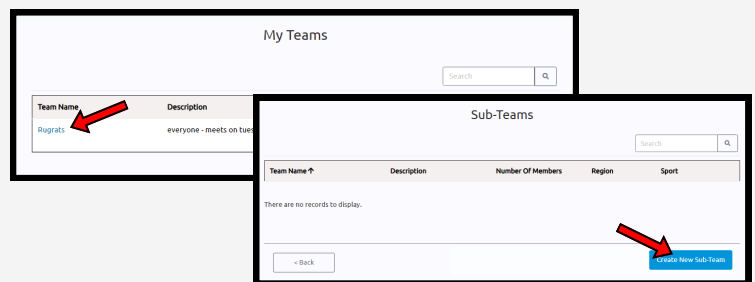 My Teams
Search
Team Name Description
Rugrats everyone - meets on tues
Sub-Teams
Search
Team Name ↑ Description Number Of Members Region Sport
There are no records to display.
< Back Create New Sub-Team